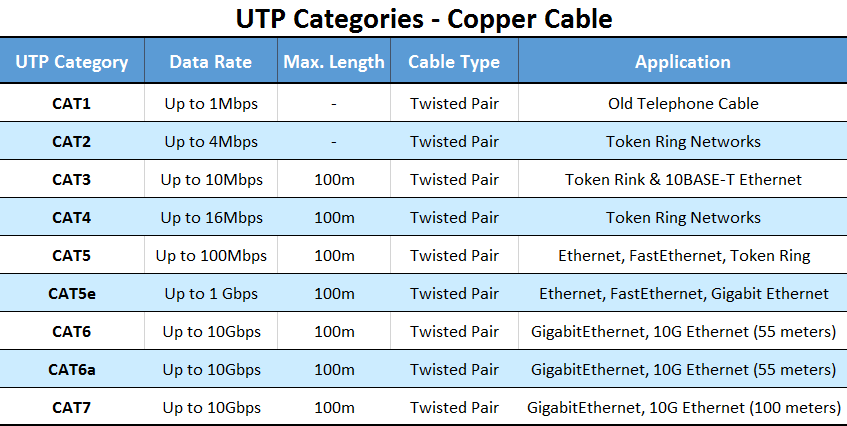 UTP Categories - Copper Cable
UTP Category Data Rate Max. Length Cable Type Application
CAT1 Up to 1Mbps - Twisted Pair Old Telephone Cable
CAT2 Up to 4Mbps - Twisted Pair Token Ring Networks
CAT3 Up to 10Mbps 100m Twisted Pair Token Rink & 10BASE-T Ethernet
CAT4 Up to 16Mbps 100m Twisted Pair Token Ring Networks
CAT5 Up to 100Mbps 100m Twisted Pair Ethernet, FastEthernet, Token Ring
CAT5e Up to 1 Gbps 100m Twisted Pair Ethernet, FastEthernet, Gigabit Ethernet
CAT6 Up to 10Gbps 100m Twisted Pair GigabitEthernet, 10G Ethernet (55 meters)
CAT6a Up to 10Gbps 100m Twisted Pair GigabitEthernet, 10G Ethernet (55 meters)
CAT7 Up to 10Gbps 100m Twisted Pair GigabitEthernet, 10G Ethernet (100 meters)